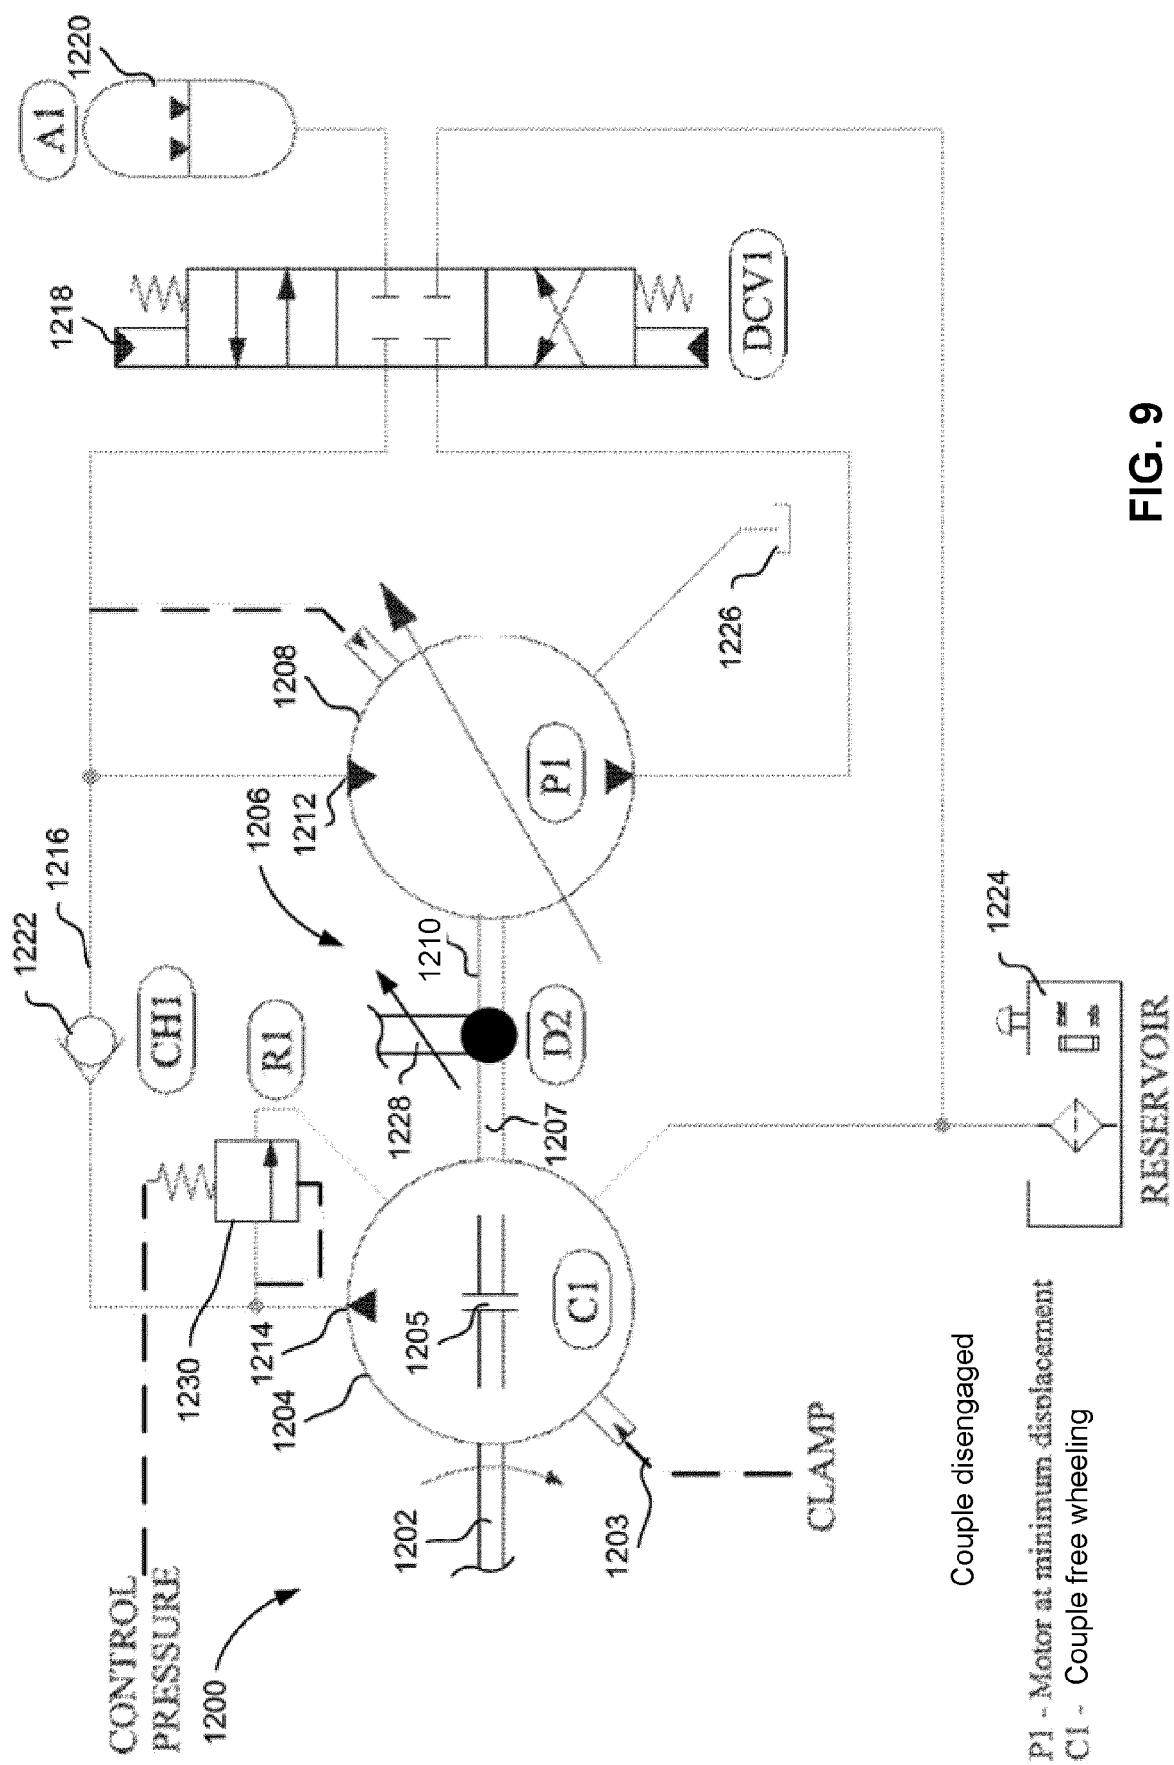 CONTROL
PRESSURE
1200
1202
1203
CLAMP
1204
1205
C1
1214
1230
R1
1207
1228
D2
1210
1206
1222
CH1
1216
1212
P1
1208
1226
1218
DCV1
A1
1220
1224
RESERVOIR
Couple disengaged
P1 - Motor at minimum displacement
C1 - Couple free wheeling
FIG. 9